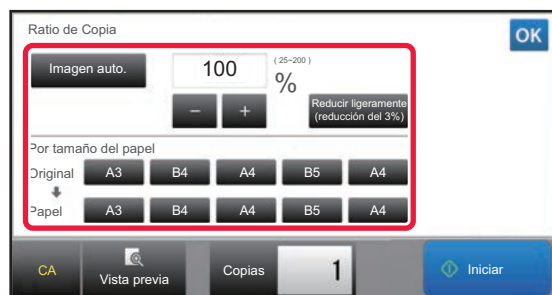 Ratio de Copia
OK
Imagen auto.
100
( 25~200 )
%
−
+
Reducir ligeramente
(reducción del 3%)
Por tamaño del papel
Original
A3 B4 A4 B5 A4
Papel
A3 B4 A4 B5 A4
CA
Vista previa
Copias
1
Iniciar